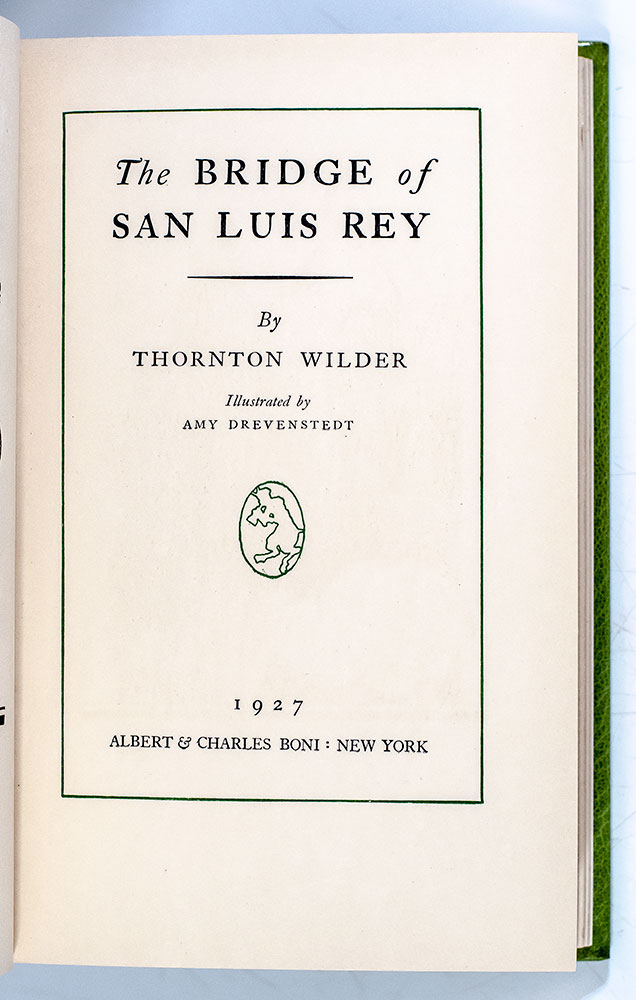 The BRIDGE of
SAN LUIS REY
By
THORNTON WILDER
Illustrated by
AMY DREVENSTEDT
1927
ALBERT & CHARLES BONI : NEW YORK